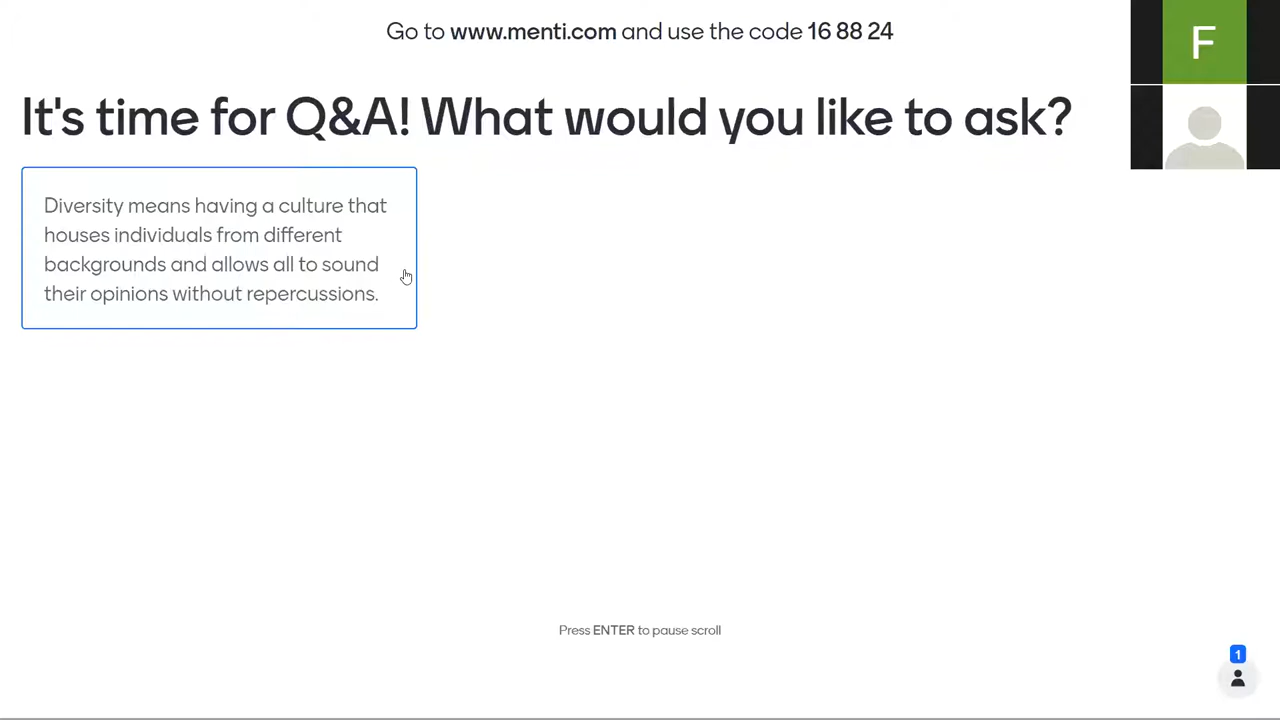 Go to www.menti.com and use the code 16 88 24
F
It's time for Q&A! What would you like to ask?
Diversity means having a culture that
houses individuals from different
backgrounds and allows all to sound
their opinions without repercussions.
Press ENTER to pause scroll
1